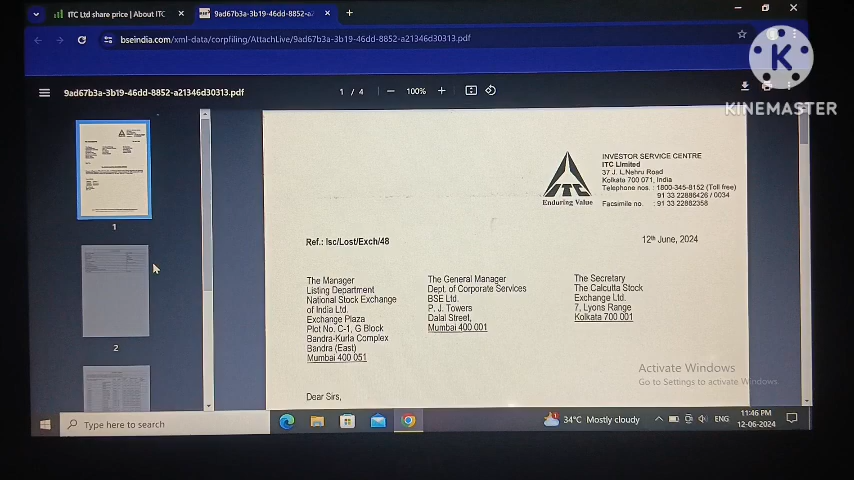 ITC Ltd share price | About ITC
9ad67b3a-3b19-46dd-8852-a2
bseindia.com/xml-data/corpfiling/AttachLive/9ad67b3a-3b19-46dd-8852-a21346d30313.pdf
K
KINEMASTER
9ad67b3a-3b19-46dd-8852-a21346d30313.pdf
1 / 4
100%
INVESTOR SERVICE CENTRE
ITC Limited
37 J. L.Nehru Road
Kolkata 700 071, India
Telephone nos. : 1800-345-8152 (Toll free)
91 33 22886426 / 0034
Facsimile no. : 91 33 22882358
ITC
Enduring Value
Ref.: Isc/Lost/Exch/48
12th June, 2024
The Manager
Listing Department
National Stock Exchange
of India Ltd.
Exchange Plaza
Plot No. C-1, G Block
Bandra-Kurla Complex
Bandra (East)
Mumbai 400 051
The General Manager
Dept. of Corporate Services
BSE Ltd.
P. J. Towers
Dalal Street,
Mumbai 400 001
The Secretary
The Calcutta Stock
Exchange Ltd.
7, Lyons Range
Kolkata 700 001
Dear Sirs,
1
2
Activate Windows
Go to Settings to activate Windows
Type here to search
34°C Mostly cloudy
ENG
11:46 PM
12-06-2024